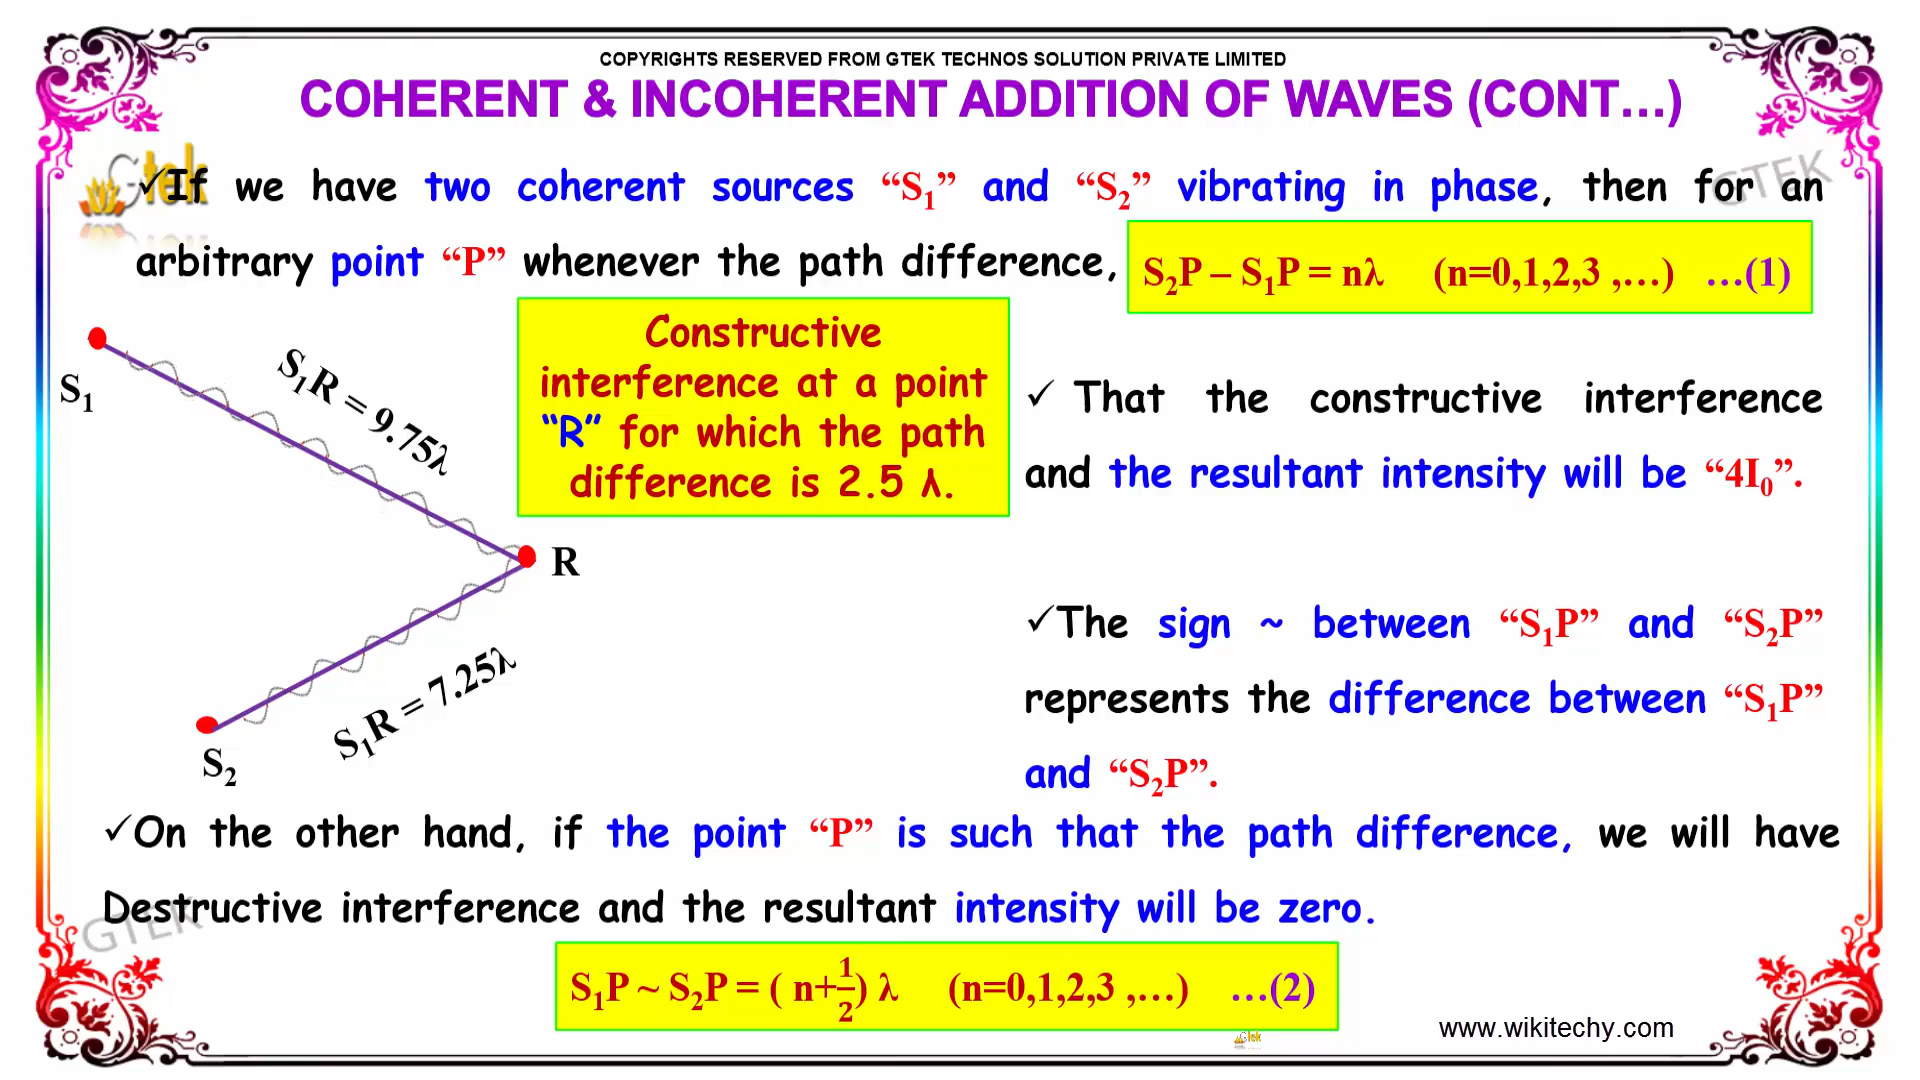 COPYRIGHTS RESERVED FROM GTEK TECHNOS SOLUTION PRIVATE LIMITED
COHERENT & INCOHERENT ADDITION OF WAVES (CONT...)
Gtek
GTEK
✓If we have two coherent sources “S₁” and “S₂” vibrating in phase, then for an
arbitrary point “P” whenever the path difference,
S₂P – S₁P = nλ (n=0,1,2,3 ,…) …(1)
S₁
S₁R = 9.75λ
Constructive
interference at a point
“R” for which the path
difference is 2.5 λ.
✓ That the constructive interference
and the resultant intensity will be “4I₀”.
R
S₁R = 7.25λ
S₂
✓The sign ~ between “S₁P” and “S₂P”
represents the difference between “S₁P”
and “S₂P”.
✓On the other hand, if the point “P” is such that the path difference, we will have
Destructive interference and the resultant intensity will be zero.
GTEK
S₁P ~ S₂P = ( n+1/2) λ (n=0,1,2,3 ,…) …(2)
Gtek
www.wikitechy.com